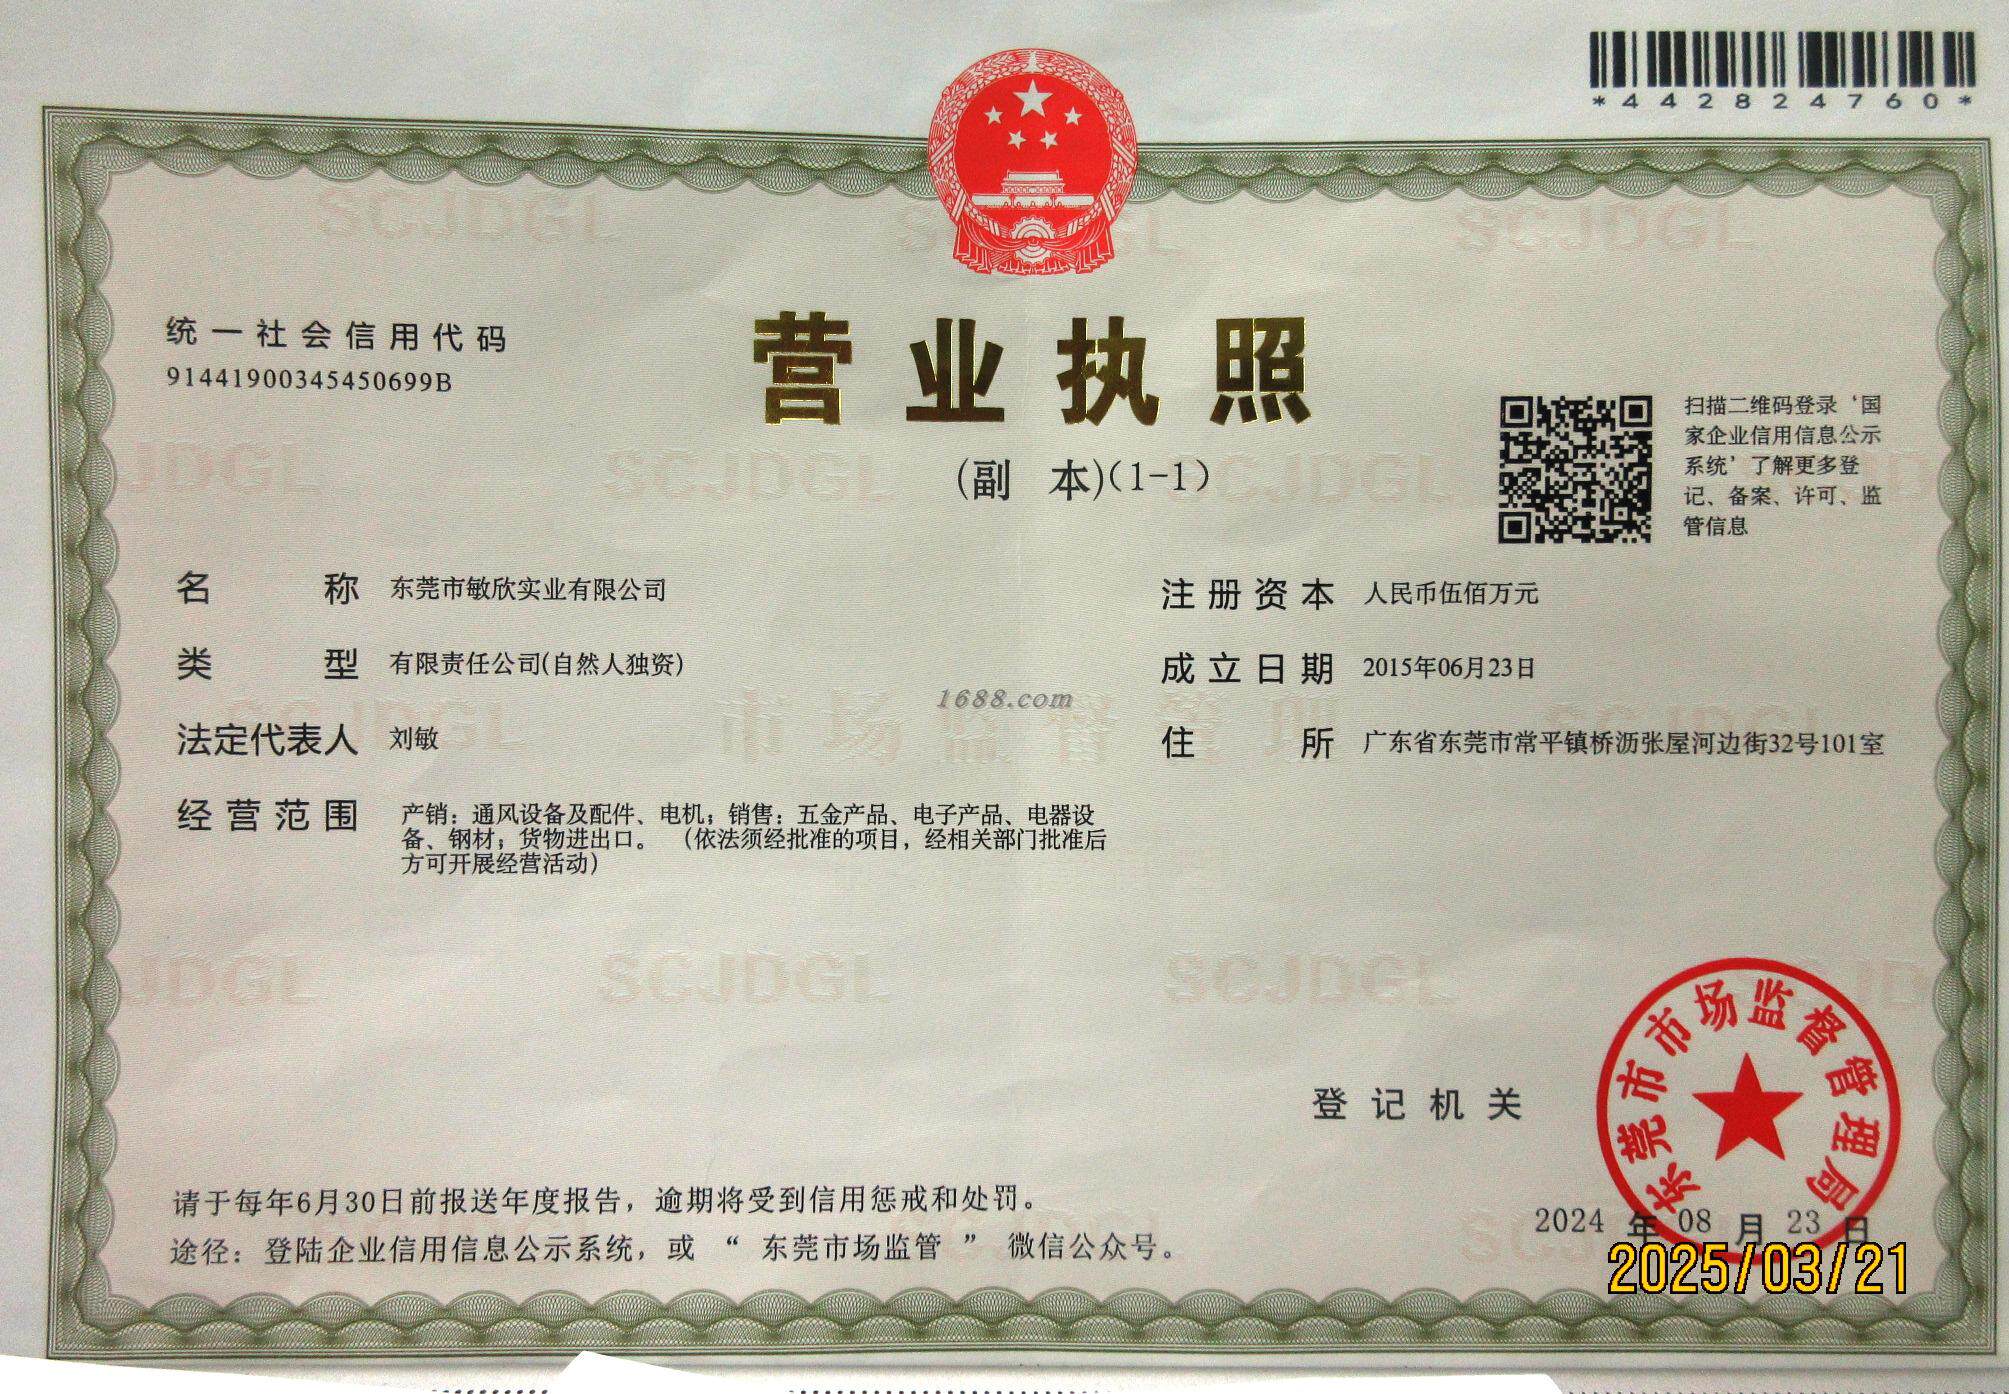 *442824760*
统一社会信用代码
91441900345450699B
营业执照
(副 本)(1-1)
扫描二维码登录‘国
家企业信用信息公示
系统’了解更多登
记、备案、许可、监
管信息
名称 东莞市敏欣实业有限公司
类型 有限责任公司(自然人独资)
法定代表人 刘敏
经营范围 产销：通风设备及配件、电机；销售：五金产品、电子产品、电器设
备、钢材；货物进出口。 （依法须经批准的项目，经相关部门批准后
方可开展经营活动）
注册资本 人民币伍佰万元
成立日期 2015年06月23日
住所 广东省东莞市常平镇桥沥张屋河边街32号101室
1688.com
SCJDGL
市场监督管理
登记机关
东莞市市场监督管理局
2024 年 08 月 23 日
请于每年6月30日前报送年度报告，逾期将受到信用惩戒和处罚。
途径：登陆企业信用信息公示系统，或 “ 东莞市场监管 ” 微信公众号。
2025/03/21